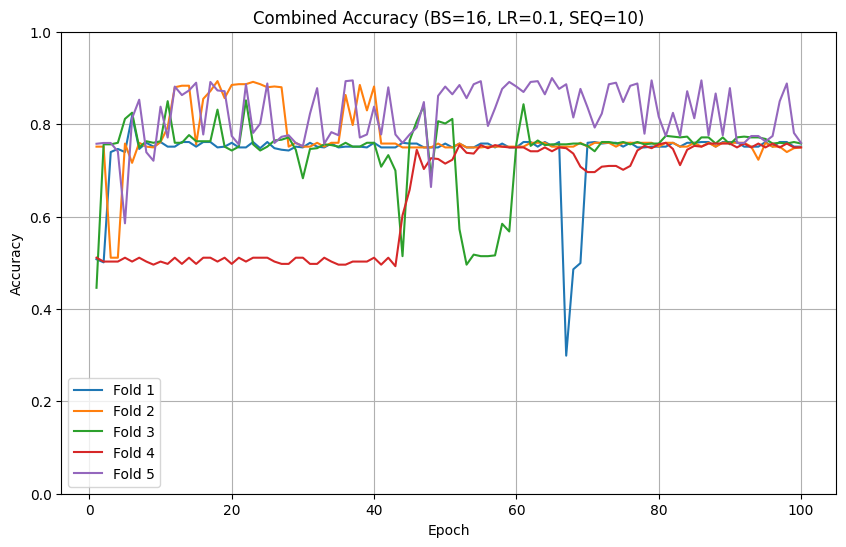 Combined Accuracy (BS=16, LR=0.1, SEQ=10)
1.0
0.8
0.6
0.4
0.2
0.0
Accuracy
Fold 1
Fold 2
Fold 3
Fold 4
Fold 5
0 20 40 60 80 100
Epoch